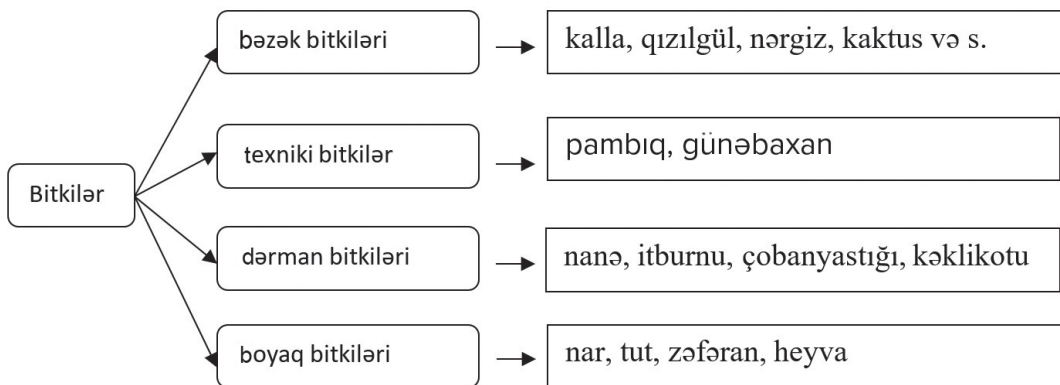 Bitkilər
bəzək bitkiləri
kalla, qızılgül, nərgiz, kaktus və s.
texniki bitkilər
pambıq, günəbaxan
dərman bitkiləri
nanə, itburnu, çobanyastığı, kəklikotu
boyaq bitkiləri
nar, tut, zəfəran, heyva